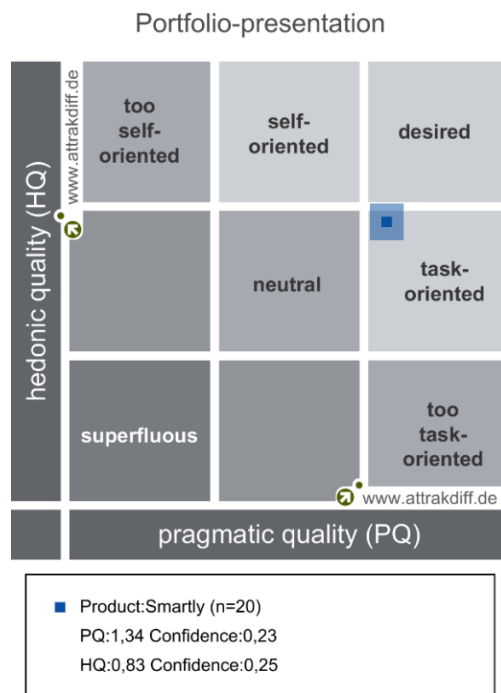 Portfolio-presentation
hedonic quality (HQ)
www.attrakdiff.de
too
self-
oriented
self-
oriented
desired
neutral
task-
oriented
superfluous
too
task-
oriented
www.attrakdiff.de
pragmatic quality (PQ)
Product:Smartly (n=20)
PQ:1,34 Confidence:0,23
HQ:0,83 Confidence:0,25